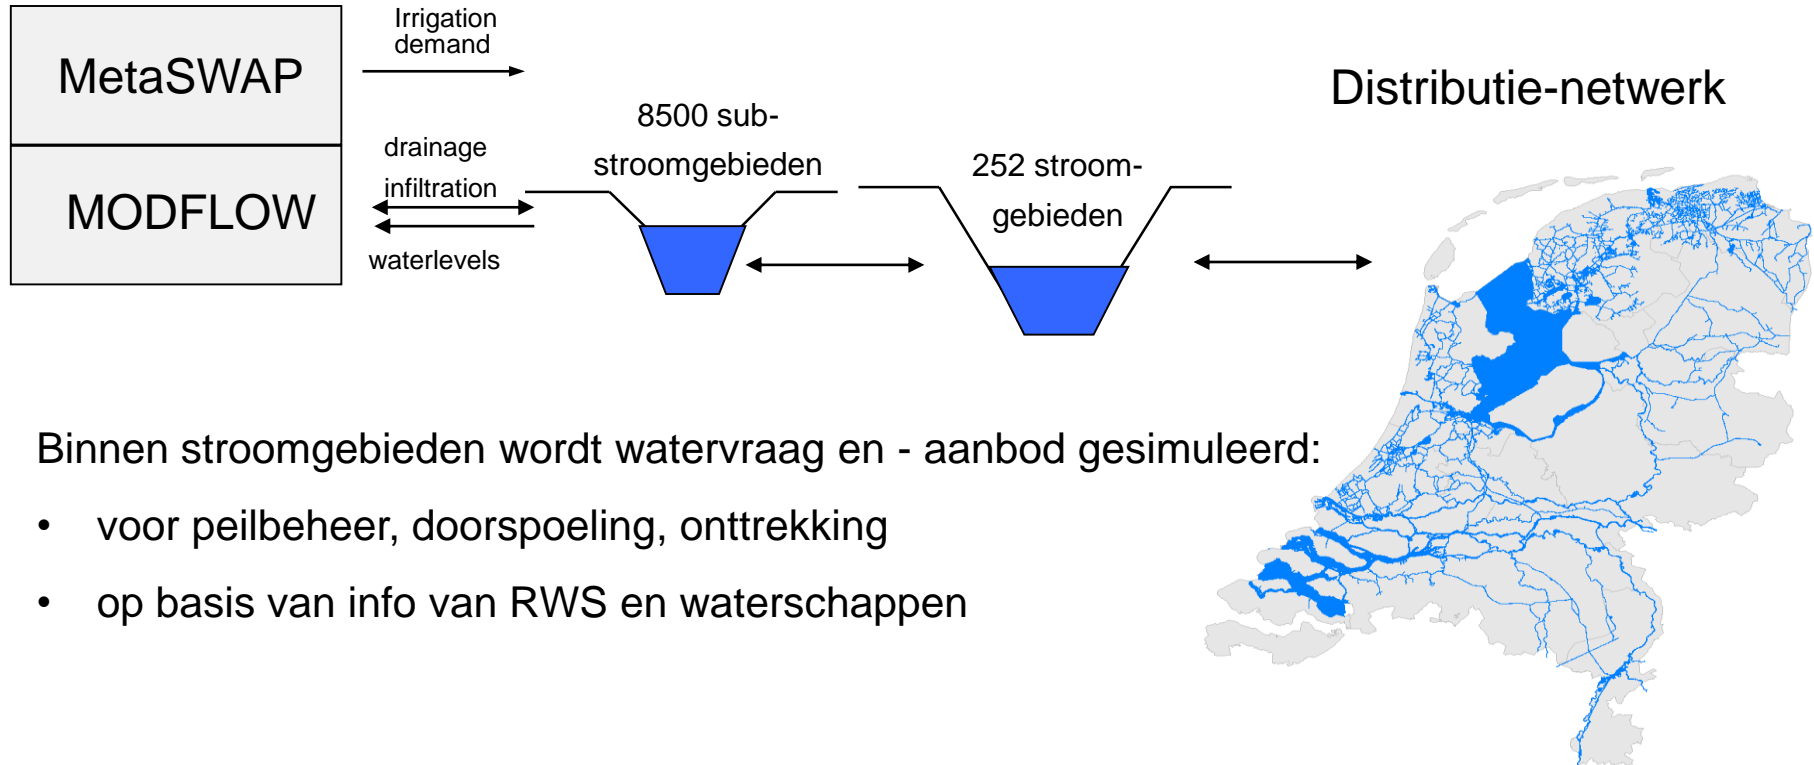 MetaSWAP
MODFLOW
Irrigation
demand
drainage
infiltration
waterlevels
8500 sub-
stroomgebieden
252 stroom-
gebieden
Distributie-netwerk
Binnen stroomgebieden wordt watervraag en - aanbod gesimuleerd:
• voor peilbeheer, doorspoeling, onttrekking
• op basis van info van RWS en waterschappen